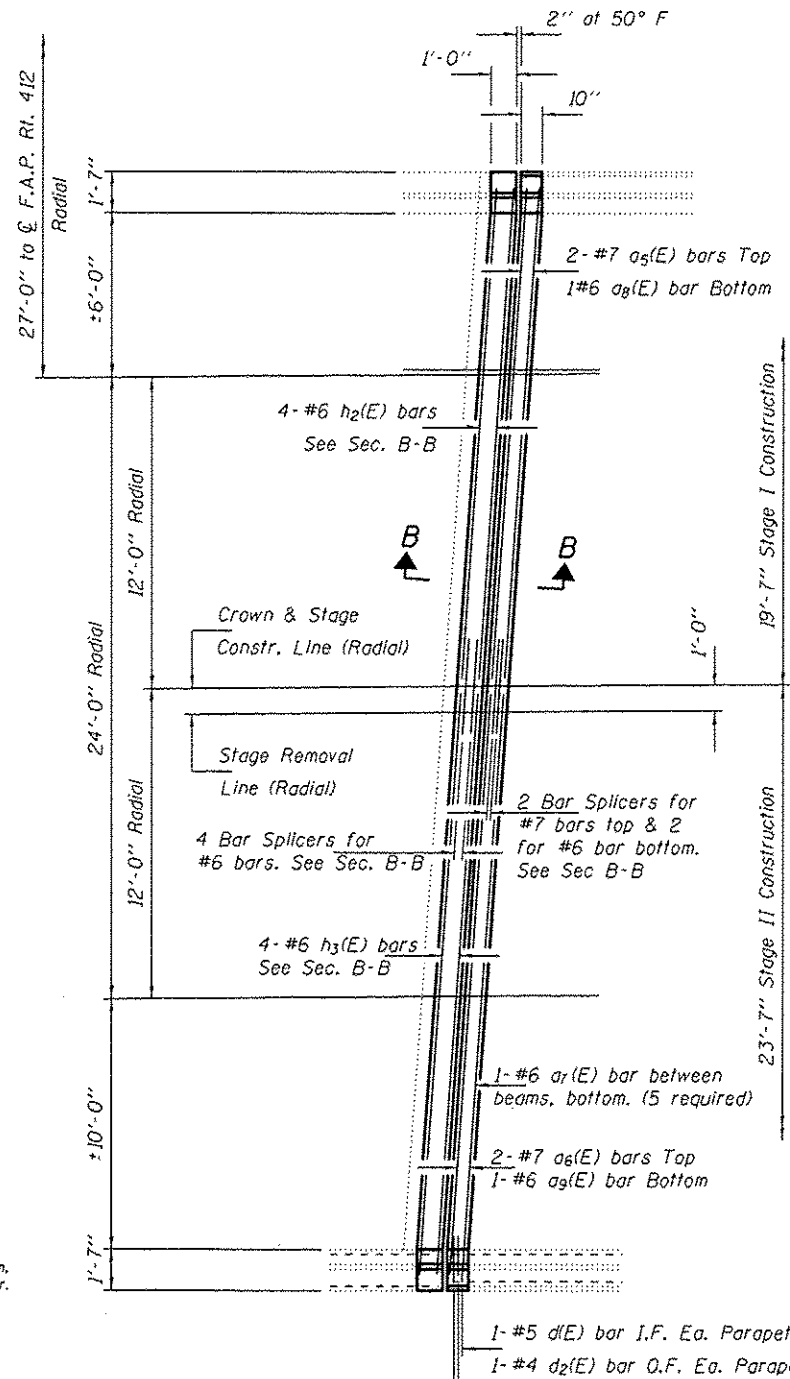 2'' at 50° F
1'-0''
10''
27'-0'' to ℄ F.A.P. Rt. 412
Radial
1'-7''
±6'-0''
2- #7 a5(E) bars Top
1#6 a8(E) bar Bottom
4- #6 h2(E) bars
See Sec. B-B
24'-0'' Radial
12'-0'' Radial
B
B
19'-7'' Stage I Construction
Crown & Stage
Constr. Line (Radial)
1'-0''
Stage Removal
Line (Radial)
12'-0'' Radial
4 Bar Splicers for
#6 bars. See Sec. B-B
2 Bar Splicers for
#7 bars top & 2
for #6 bar bottom.
See Sec B-B
4- #6 h3(E) bars
See Sec. B-B
23'-7'' Stage II Construction
1- #6 a7(E) bar between
beams, bottom. (5 required)
±10'-0''
2- #7 a6(E) bars Top
1- #6 a9(E) bar Bottom
1'-7''
1- #5 d(E) bar I.F. Ea. Parapet
1- #4 d2(E) bar O.F. Ea. Parapet